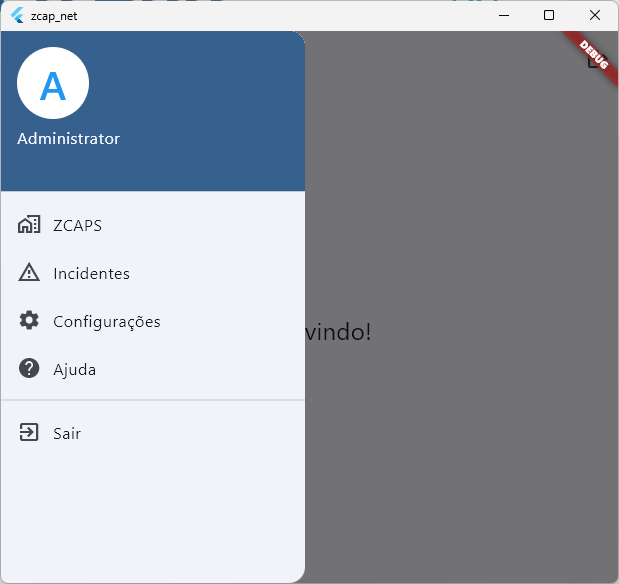 zcap_net
DEBUG
A
Administrator
ZCAPS
Incidentes
Configurações
Ajuda
Sair
vindo!